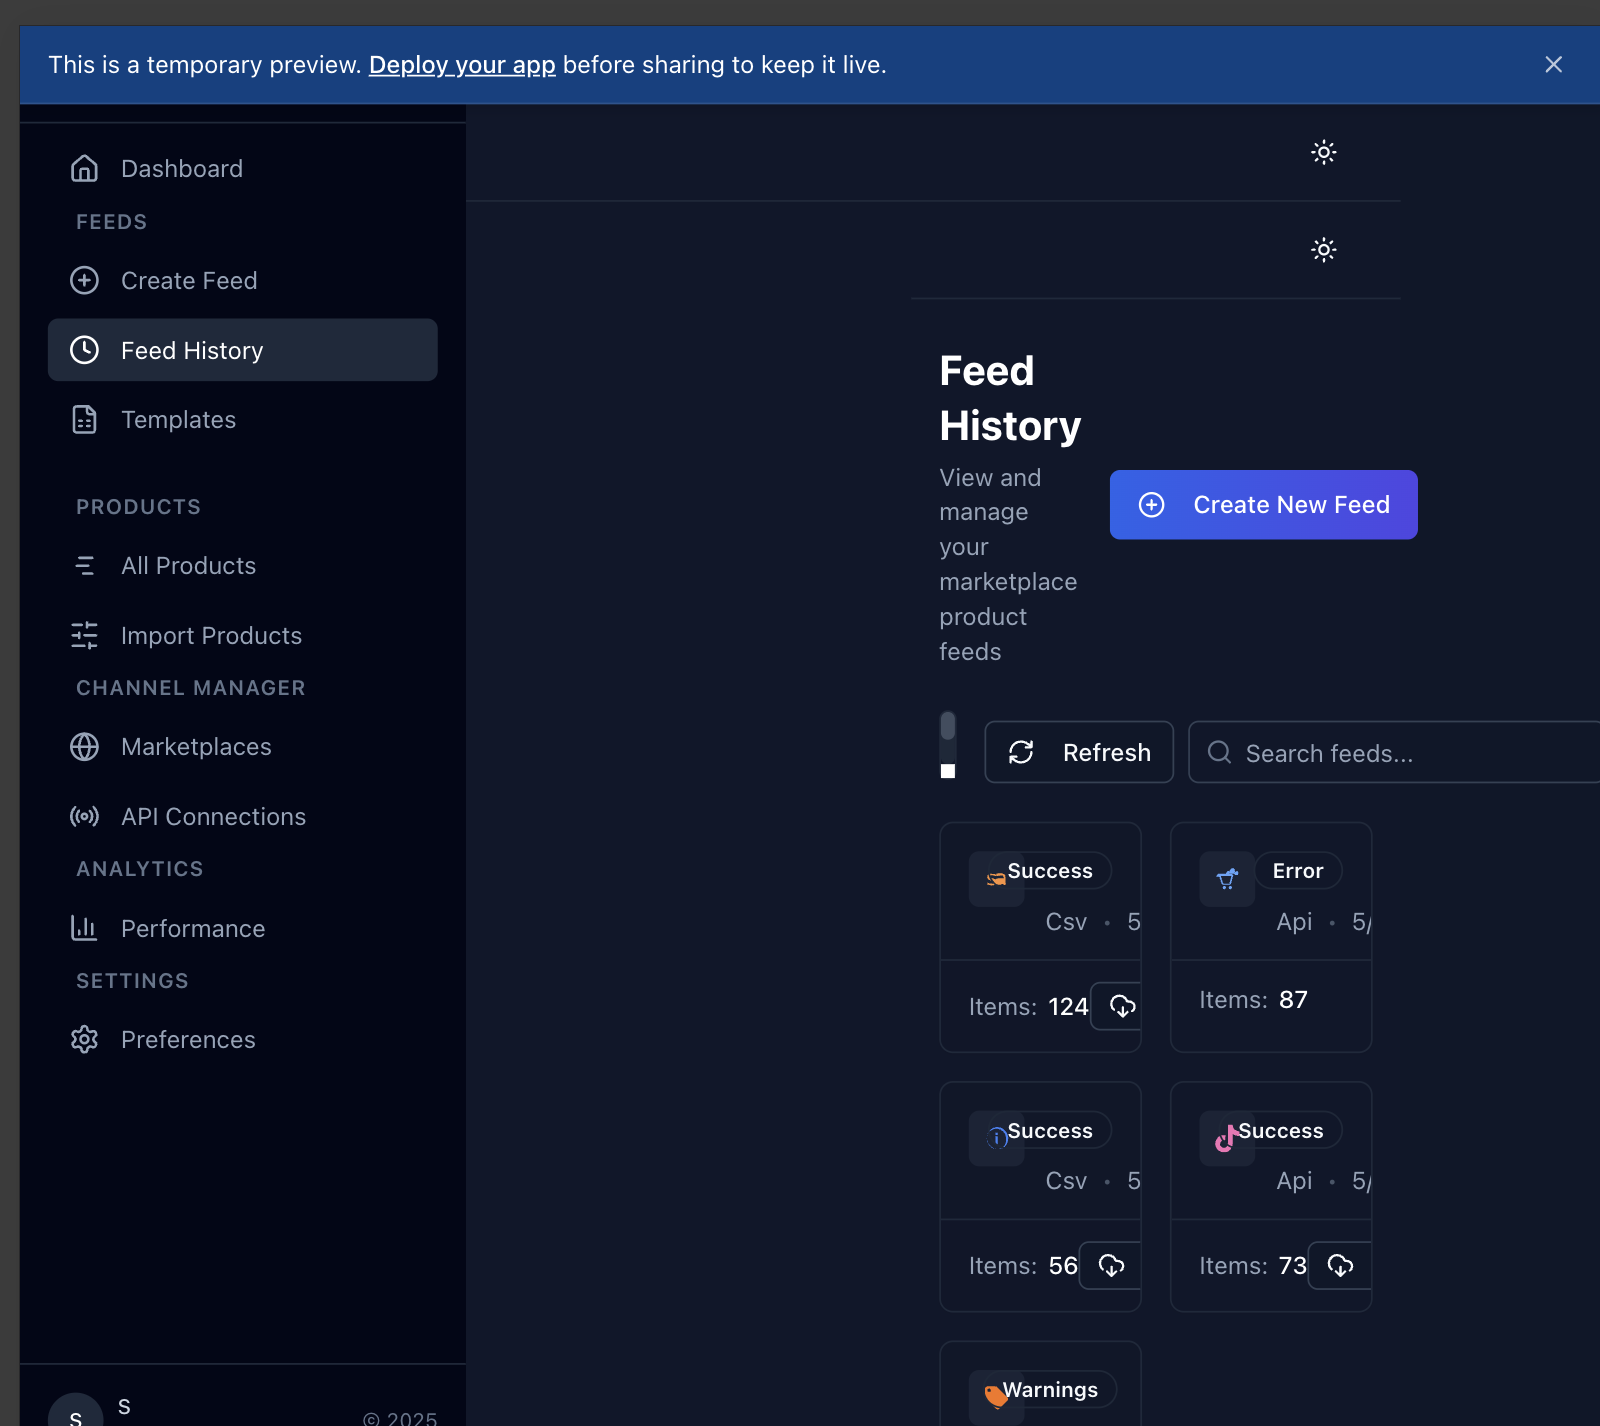 This is a temporary preview. Deploy your app before sharing to keep it live.
Dashboard
FEEDS
Create Feed
Feed History
Templates
PRODUCTS
All Products
Import Products
CHANNEL MANAGER
Marketplaces
API Connections
ANALYTICS
Performance
SETTINGS
Preferences
S
S
© 2025
Feed
History
View and
manage
your
marketplace
product
feeds
Create New Feed
Refresh
Search feeds...
Success
Csv • 5
Items: 124
Error
Api • 5/
Items: 87
Success
Csv • 5
Items: 56
Success
Api • 5/
Items: 73
Warnings